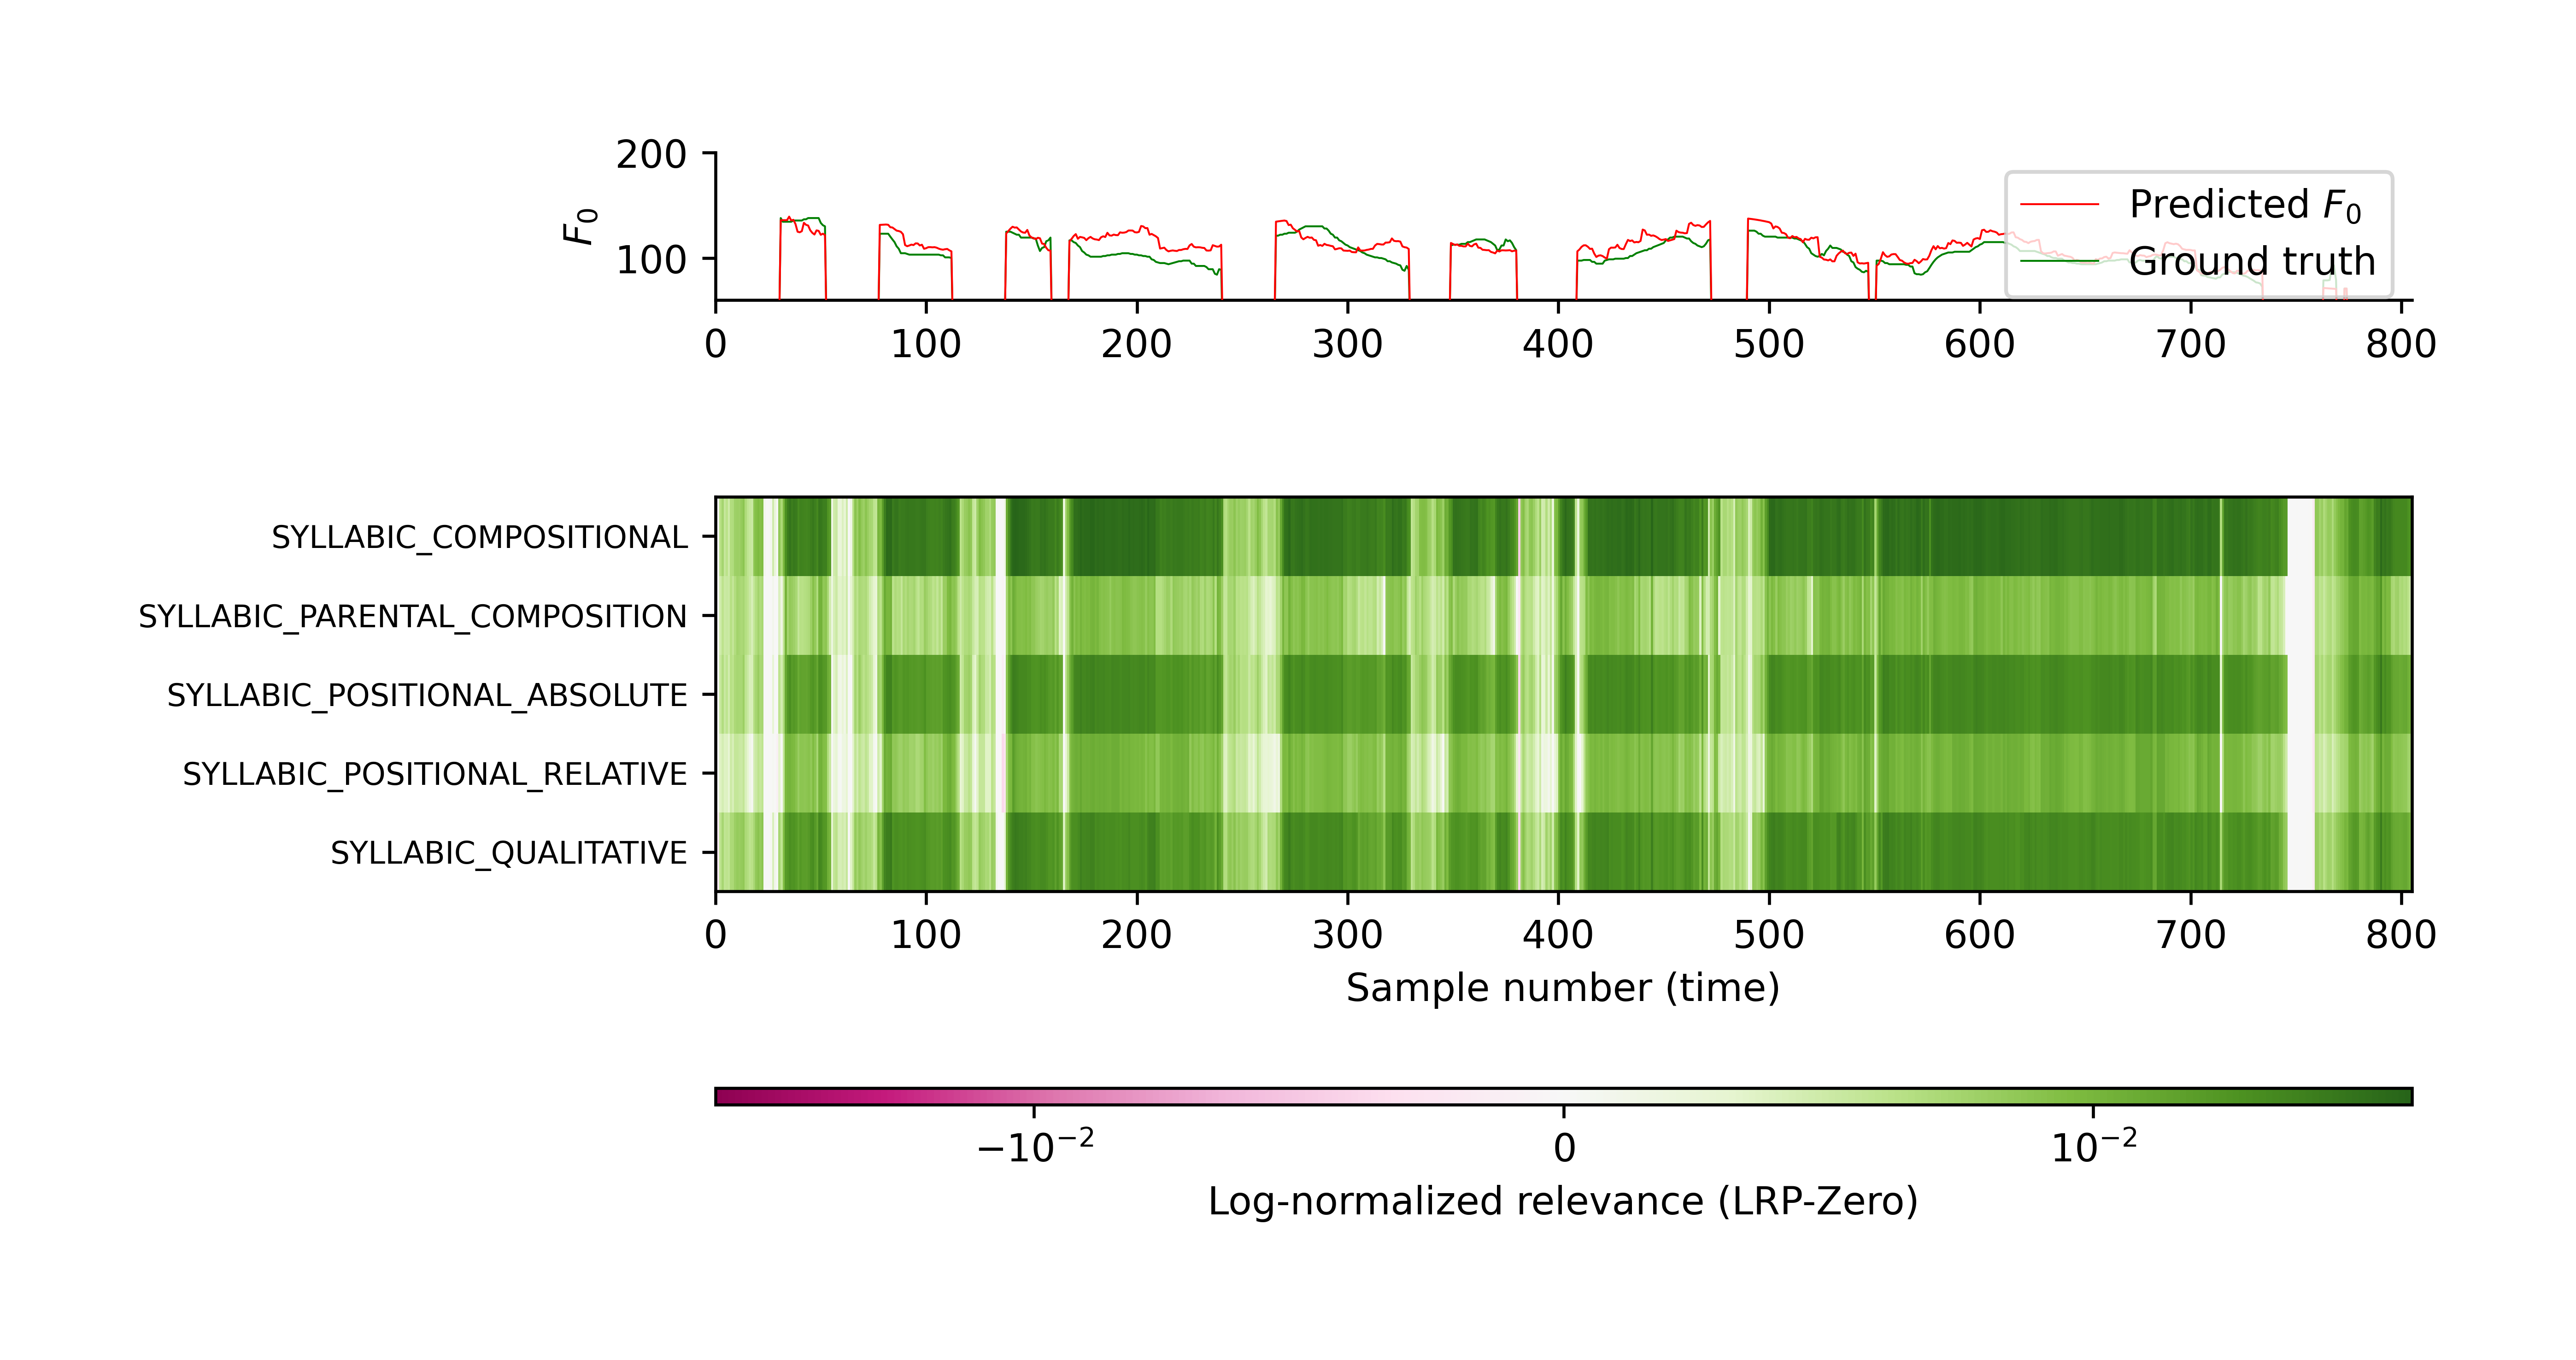 200
100
F₀
Predicted F₀
Ground truth
0 100 200 300 400 500 600 700 800
SYLLABIC_COMPOSITIONAL
SYLLABIC_PARENTAL_COMPOSITION
SYLLABIC_POSITIONAL_ABSOLUTE
SYLLABIC_POSITIONAL_RELATIVE
SYLLABIC_QUALITATIVE
0 100 200 300 400 500 600 700 800
Sample number (time)
−10⁻² 0 10⁻²
Log-normalized relevance (LRP-Zero)